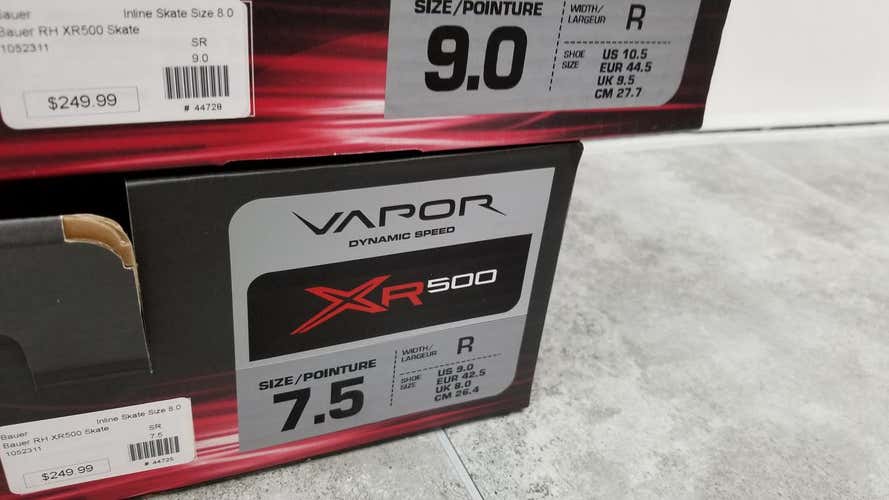 Bauer
Inline Skate Size 8.0
Bauer RH XR500 Skate
1052311
SR
9.0
$249.99
# 44728
SIZE/POINTURE
9.0
WIDTH/
LARGEUR
R
SHOE
SIZE
US 10.5
EUR 44.5
UK 9.5
CM 27.7
VAPOR
DYNAMIC SPEED
XR500
SIZE/POINTURE
7.5
WIDTH/
LARGEUR
R
SHOE
SIZE
US 9.0
EUR 42.5
UK 8.0
CM 26.4
Bauer
Inline Skate Size 8.0
Bauer RH XR500 Skate
1052311
SR
7.5
$249.99
# 44725